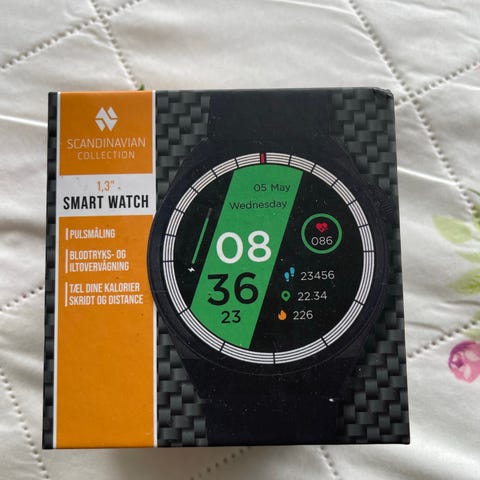 SCANDINAVIAN
COLLECTION
1,3"
SMART WATCH
PULSMÅLING
BLODTRYKS- OG
ILTOVERVÅGNING
TÆL DINE KALORIER
SKRIDT OG DISTANCE
05 May
Wednesday
08
36
23
086
23456
22.34
226